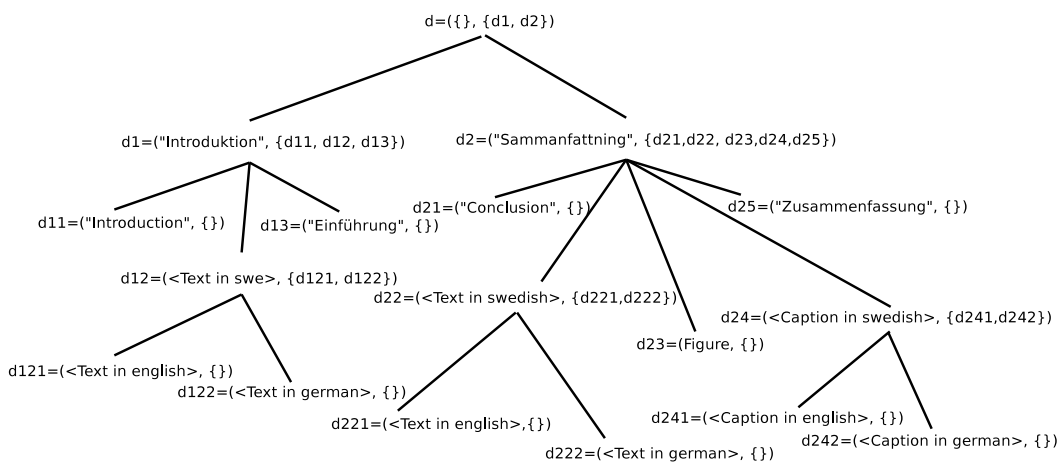 d=({}, {d1, d2})
d1=("Introduktion", {d11, d12, d13})
d2=("Sammanfattning", {d21,d22, d23,d24,d25})
d11=("Introduction", {})
d13=("Einführung", {})
d21=("Conclusion", {})
d25=("Zusammenfassung", {})
d12=(<Text in swe>, {d121, d122})
d22=(<Text in swedish>, {d221,d222})
d24=(<Caption in swedish>, {d241,d242})
d23=(Figure, {})
d121=(<Text in english>, {})
d122=(<Text in german>, {})
d221=(<Text in english>,{})
d241=(<Caption in english>, {})
d242=(<Caption in german>, {})
d222=(<Text in german>, {})